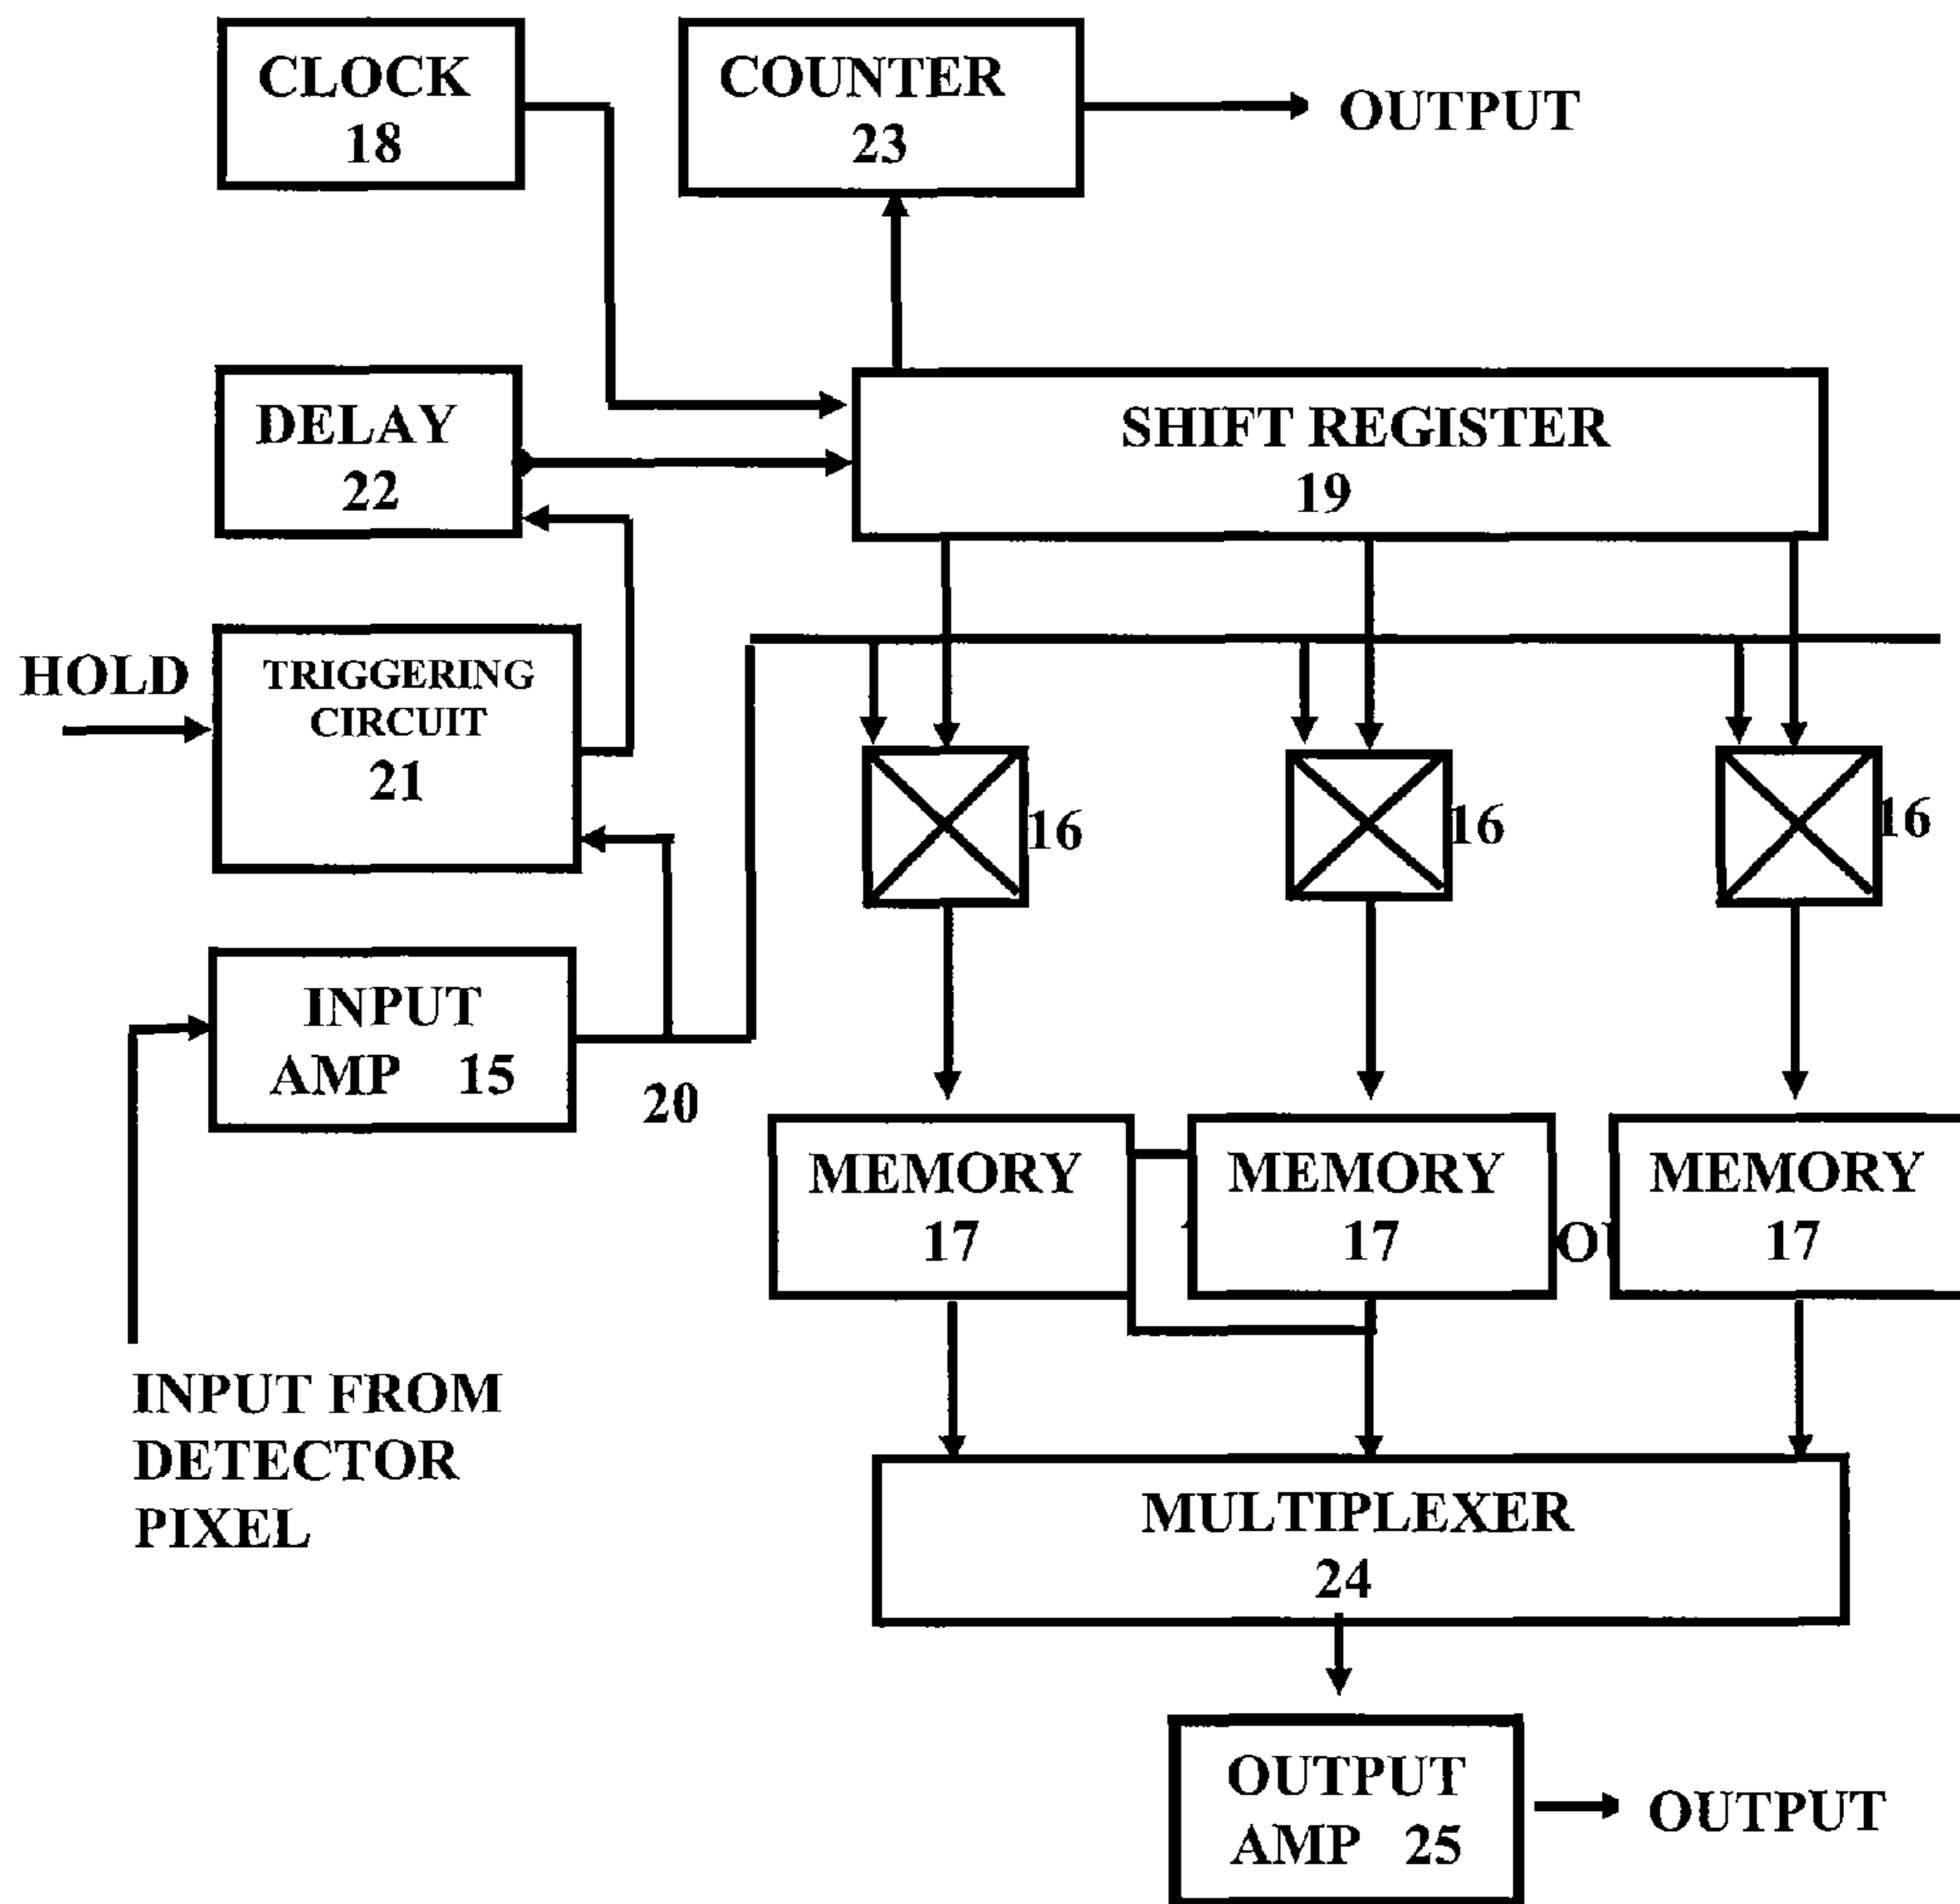 CLOCK
18
COUNTER
23
OUTPUT
DELAY
22
SHIFT REGISTER
19
HOLD
TRIGGERING
CIRCUIT
21
16
16
16
INPUT
AMP 15
20
MEMORY
17
MEMORY
17
MEMORY
17
INPUT FROM
DETECTOR
PIXEL
MULTIPLEXER
24
OUTPUT
AMP 25
OUTPUT